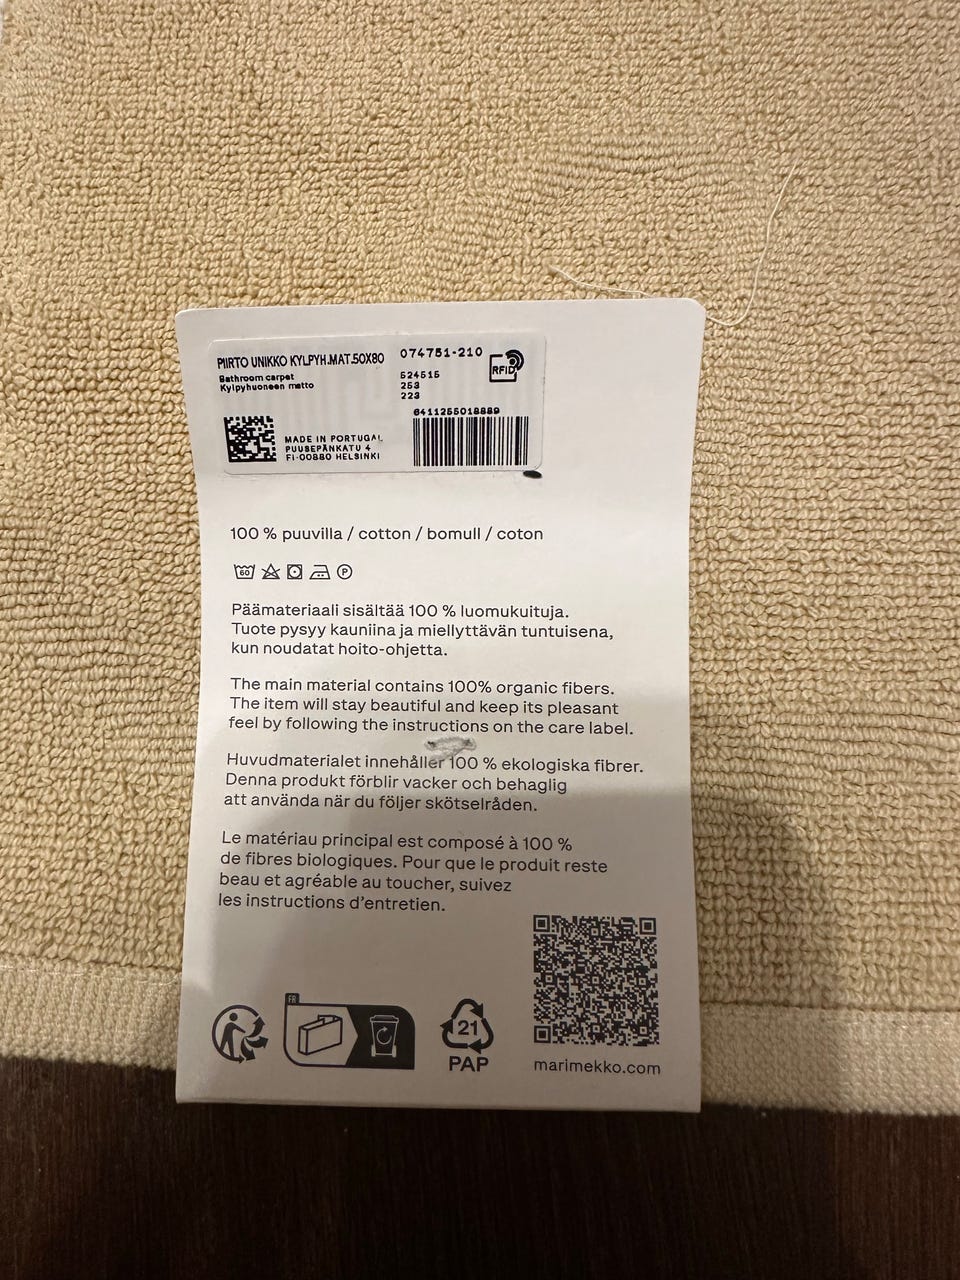 PIIRTO UNIKKO KYLPYH.MAT.50X80
Bathroom carpet
Kylpyhuoneen matto
074751-210
524515
253
223
RFID
6411255018889
MADE IN PORTUGAL
PUUSEPÄNKATU 4
FI-00880 HELSINKI
100 % puuvilla / cotton / bomull / coton
60 P
Päämateriaali sisältää 100 % luomukuituja.
Tuote pysyy kauniina ja miellyttävän tuntuisena,
kun noudatat hoito-ohjetta.
The main material contains 100% organic fibers.
The item will stay beautiful and keep its pleasant
feel by following the instructions on the care label.
Huvudmaterialet innehåller 100 % ekologiska fibrer.
Denna produkt förblir vacker och behaglig
att använda när du följer skötselråden.
Le matériau principal est composé à 100 %
de fibres biologiques. Pour que le produit reste
beau et agréable au toucher, suivez
les instructions d'entretien.
FR
21
PAP
marimekko.com